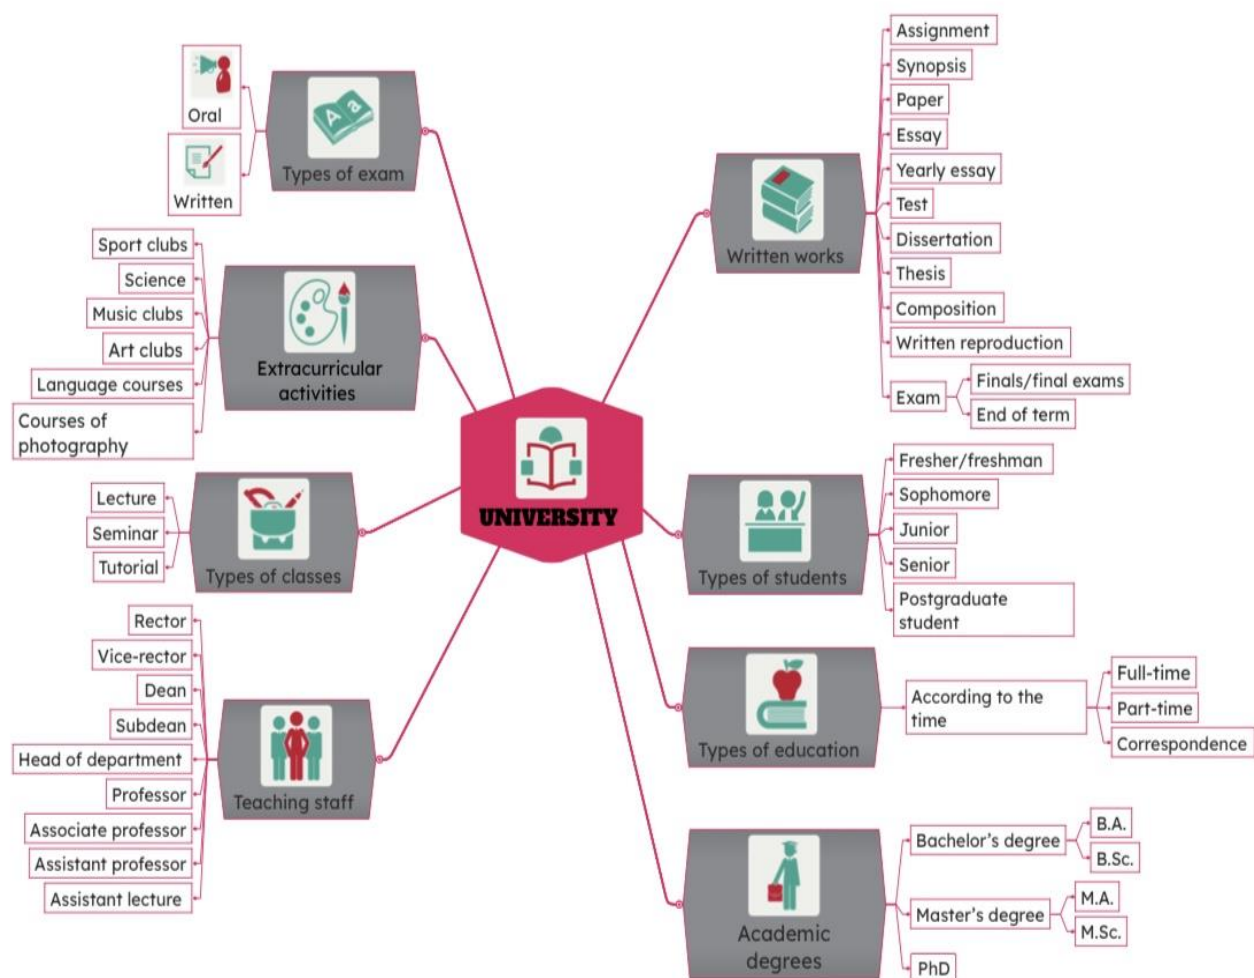 UNIVERSITY
Types of exam
Oral
Written
Extracurricular
activities
Sport clubs
Science
Music clubs
Art clubs
Language courses
Courses of
photography
Types of classes
Lecture
Seminar
Tutorial
Teaching staff
Rector
Vice-rector
Dean
Subdean
Head of department
Professor
Associate professor
Assistant professor
Assistant lecture
Written works
Assignment
Synopsis
Paper
Essay
Yearly essay
Test
Dissertation
Thesis
Composition
Written reproduction
Exam
Finals/final exams
End of term
Types of students
Fresher/freshman
Sophomore
Junior
Senior
Postgraduate
student
Types of education
According to the
time
Full-time
Part-time
Correspondence
Academic
degrees
Bachelor's degree
B.A.
B.Sc.
Master's degree
M.A.
M.Sc.
PhD
A a